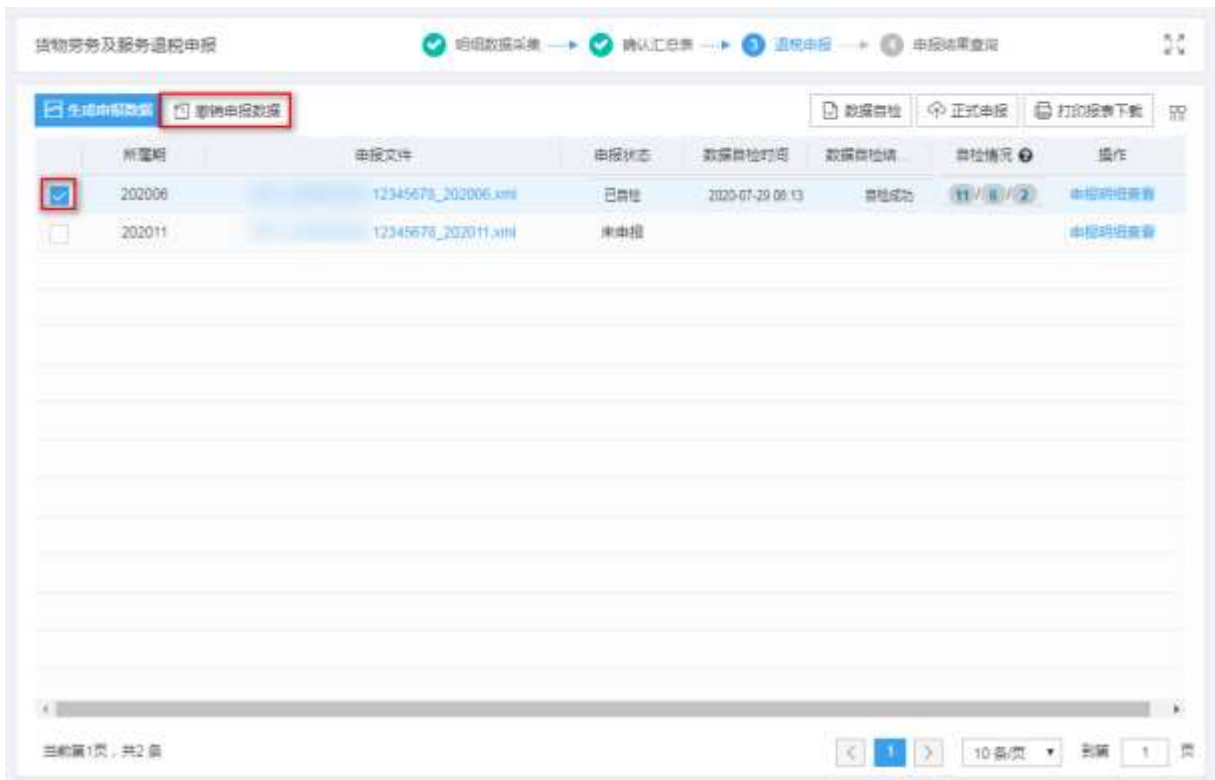 货物劳务及服务退税申报 明细数据采集 确认汇总表 3 退税申报 4 申报结果查询
生成申报数据 撤销申报数据 数据自检 正式申报 打印报表下载
所属期 申报文件 申报状态 数据自检时间 数据自检结... 自检情况 操作
202006 12345678_202006.xml 已自检 2020-07-29 06:13 自检成功 11 / 6 / 2 申报明细查看
202011 12345678_202011.xml 未申报 申报明细查看
当前第1页，共2 条 1 10 条/页 到第 1 页